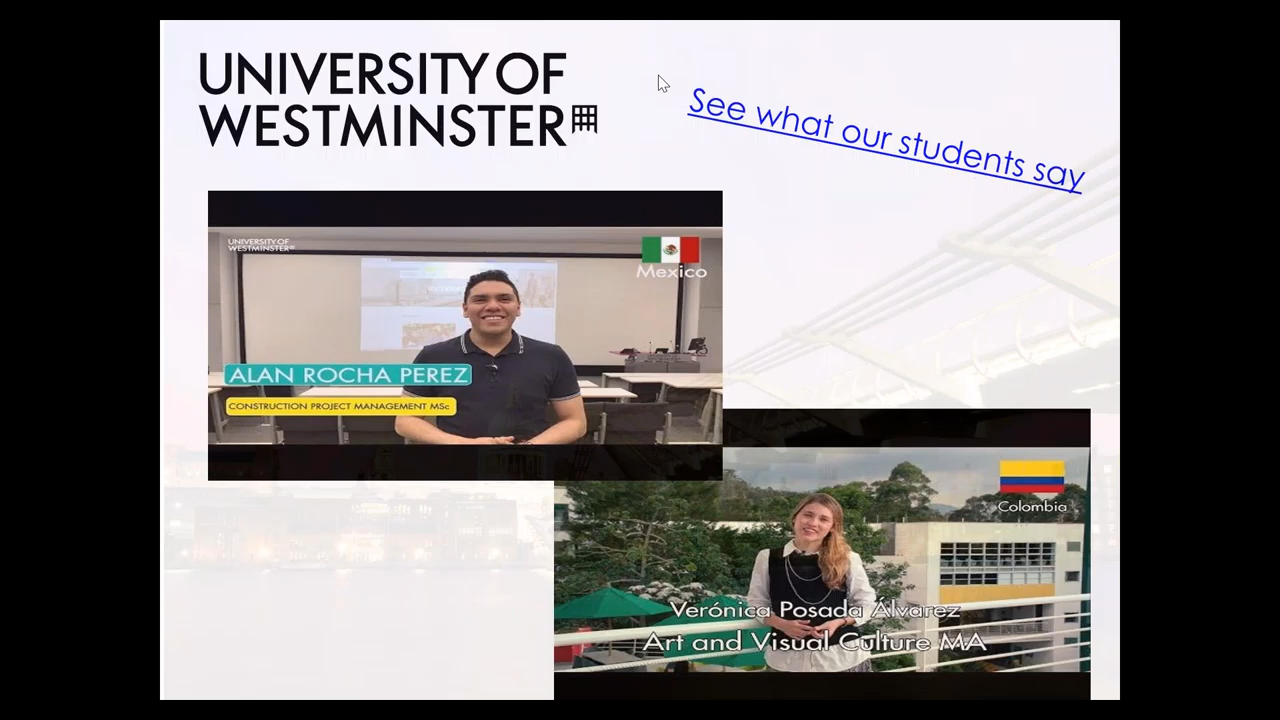 UNIVERSITY OF
WESTMINSTER
See what our students say
UNIVERSITY OF
WESTMINSTER
Mexico
ALAN ROCHA PEREZ
CONSTRUCTION PROJECT MANAGEMENT MSc
Colombia
Verónica Posada Álvarez
Art and Visual Culture MA